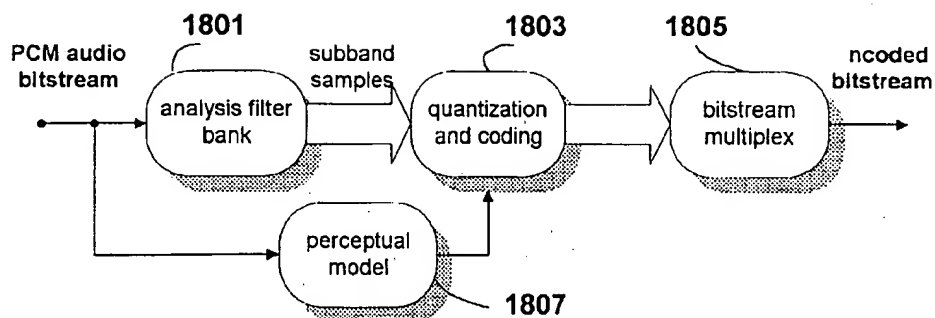 1801
1803
1805
PCM audio
bitstream
subband
samples
ncoded
bitstream
analysis filter
bank
quantization
and coding
bitstream
multiplex
perceptual
model
1807